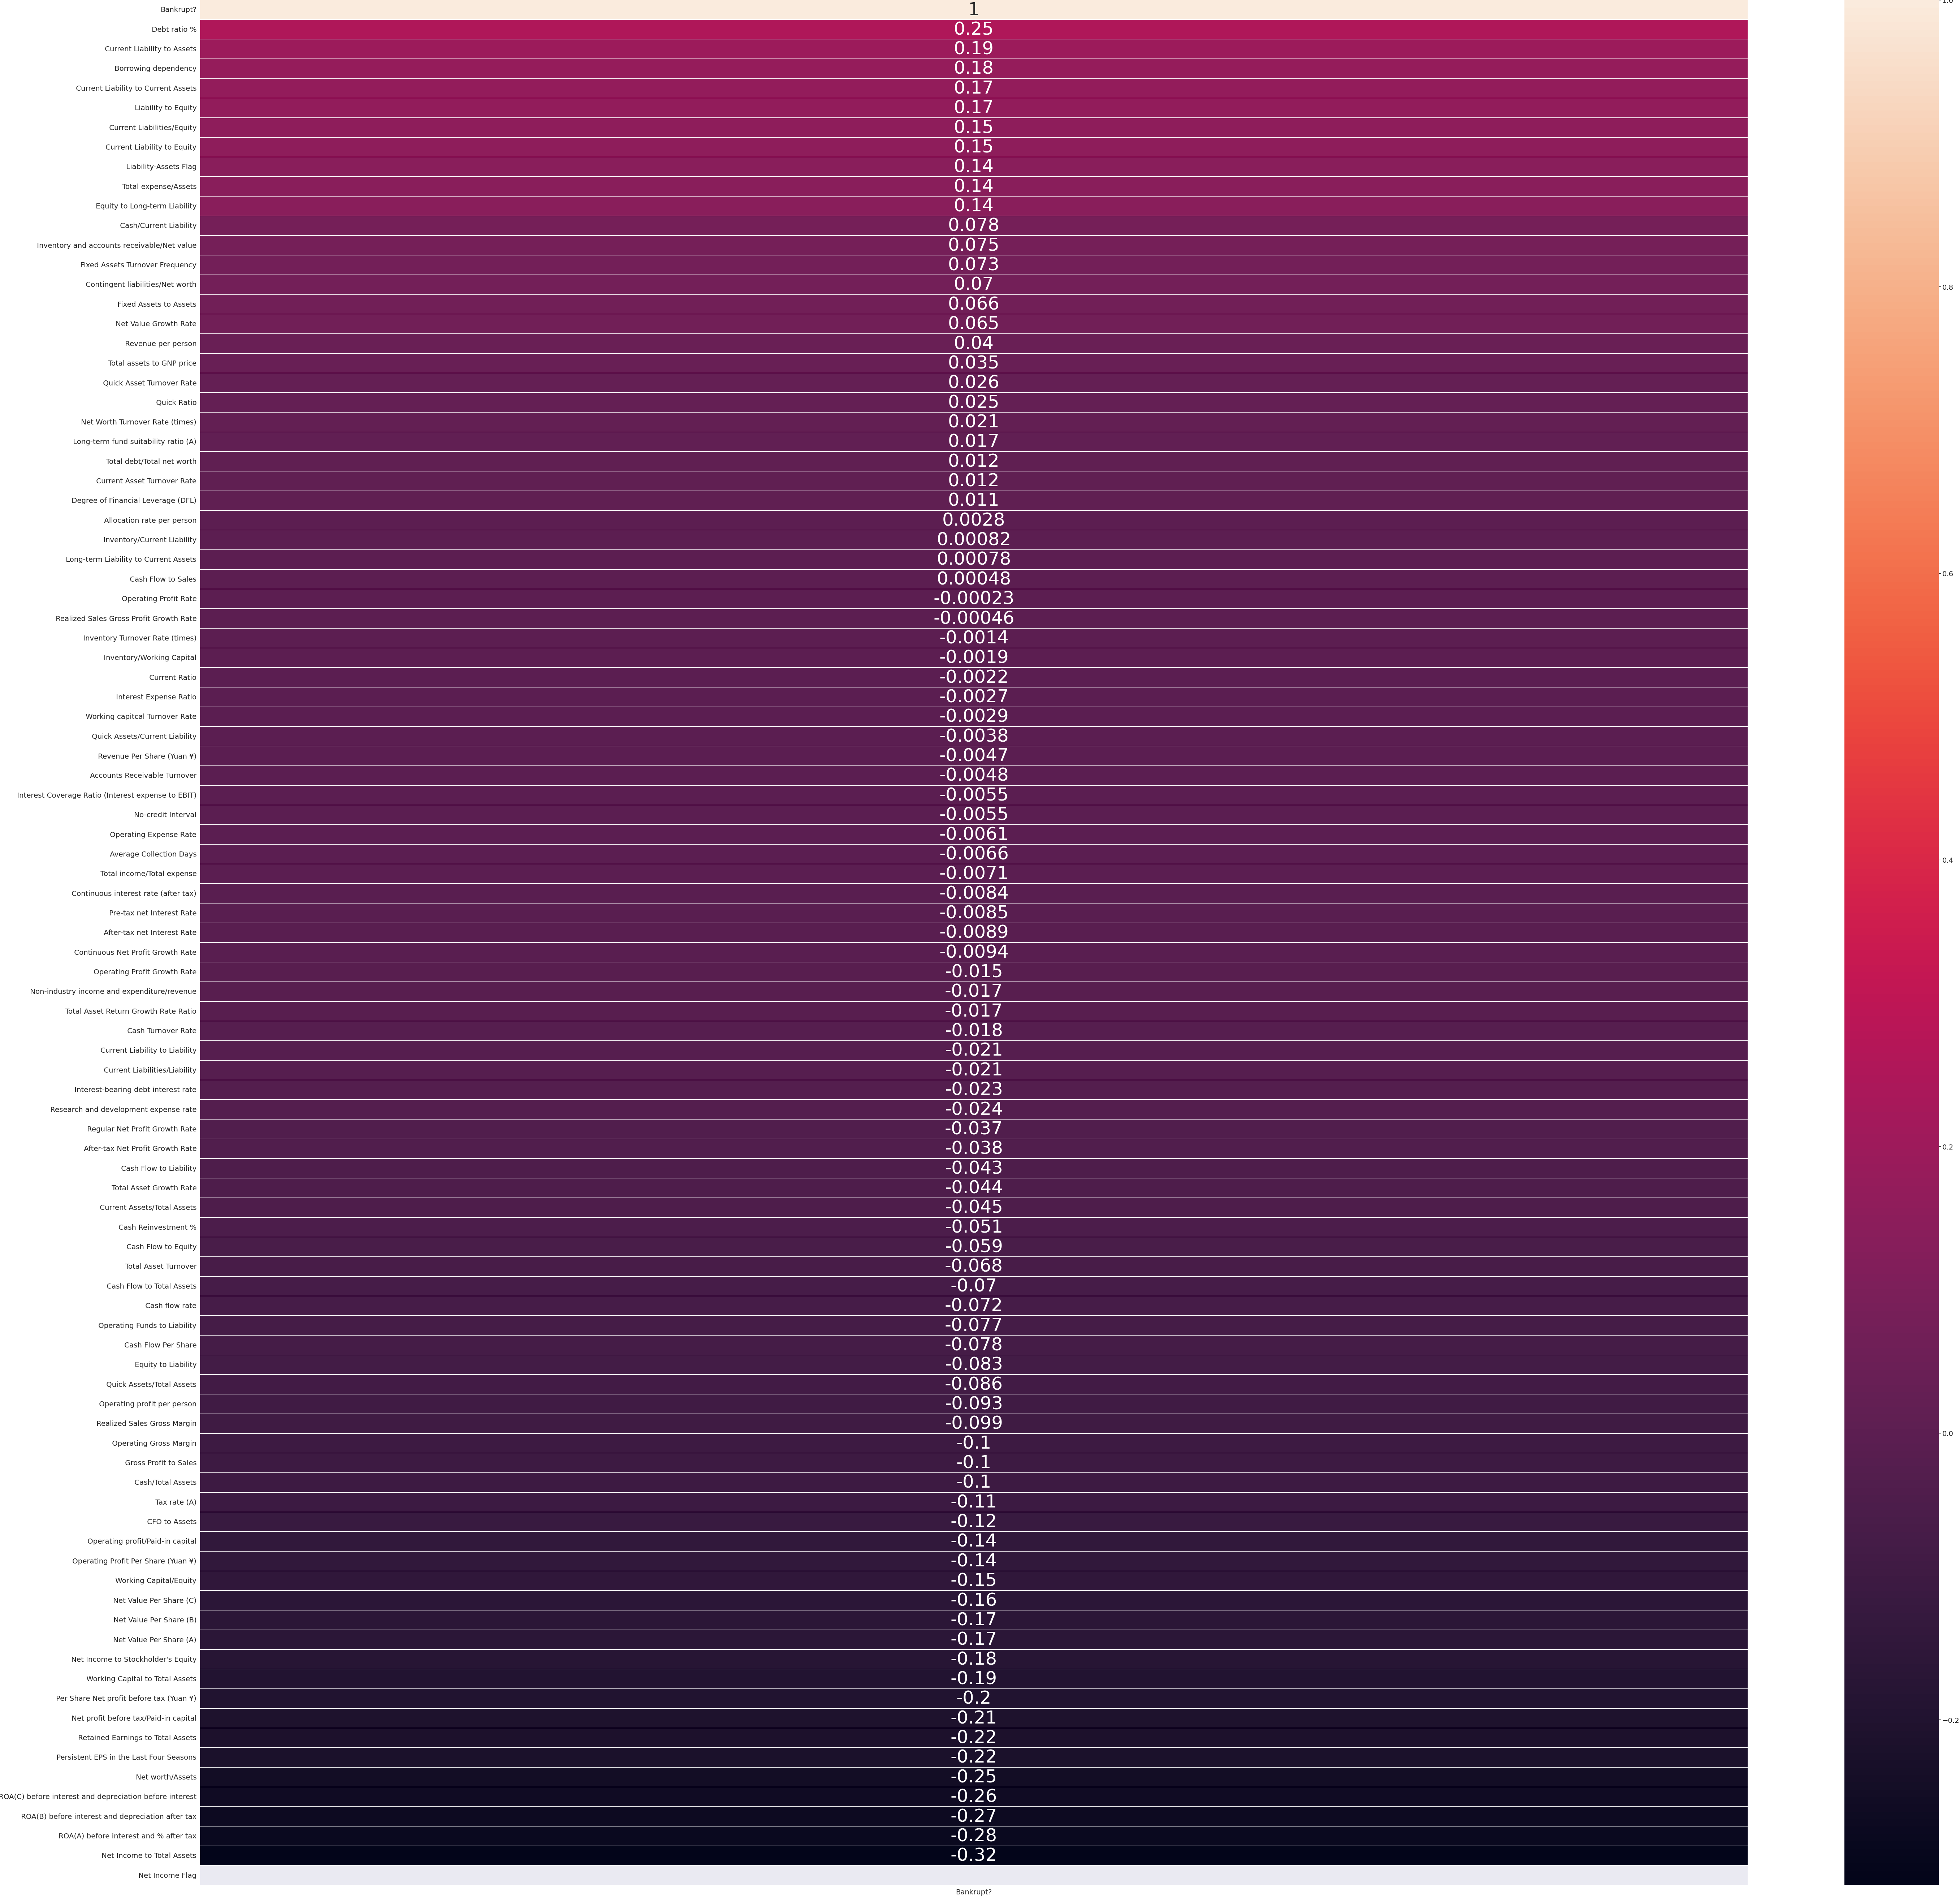 Bankrupt? 1
Debt ratio % 0.25
Current Liability to Assets 0.19
Borrowing dependency 0.18
Current Liability to Current Assets 0.17
Liability to Equity 0.17
Current Liabilities/Equity 0.15
Current Liability to Equity 0.15
Liability-Assets Flag 0.14
Total expense/Assets 0.14
Equity to Long-term Liability 0.14
Cash/Current Liability 0.078
Inventory and accounts receivable/Net value 0.075
Fixed Assets Turnover Frequency 0.073
Contingent liabilities/Net worth 0.07
Fixed Assets to Assets 0.066
Net Value Growth Rate 0.065
Revenue per person 0.04
Total assets to GNP price 0.035
Quick Asset Turnover Rate 0.026
Quick Ratio 0.025
Net Worth Turnover Rate (times) 0.021
Long-term fund suitability ratio (A) 0.017
Total debt/Total net worth 0.012
Current Asset Turnover Rate 0.012
Degree of Financial Leverage (DFL) 0.011
Allocation rate per person 0.0028
Inventory/Current Liability 0.00082
Long-term Liability to Current Assets 0.00078
Cash Flow to Sales 0.00048
Operating Profit Rate -0.00023
Realized Sales Gross Profit Growth Rate -0.00046
Inventory Turnover Rate (times) -0.0014
Inventory/Working Capital -0.0019
Current Ratio -0.0022
Interest Expense Ratio -0.0027
Working capitcal Turnover Rate -0.0029
Quick Assets/Current Liability -0.0038
Revenue Per Share (Yuan ¥) -0.0047
Accounts Receivable Turnover -0.0048
Interest Coverage Ratio (Interest expense to EBIT) -0.0055
No-credit Interval -0.0055
Operating Expense Rate -0.0061
Average Collection Days -0.0066
Total income/Total expense -0.0071
Continuous interest rate (after tax) -0.0084
Pre-tax net Interest Rate -0.0085
After-tax net Interest Rate -0.0089
Continuous Net Profit Growth Rate -0.0094
Operating Profit Growth Rate -0.015
Non-industry income and expenditure/revenue -0.017
Total Asset Return Growth Rate Ratio -0.017
Cash Turnover Rate -0.018
Current Liability to Liability -0.021
Current Liabilities/Liability -0.021
Interest-bearing debt interest rate -0.023
Research and development expense rate -0.024
Regular Net Profit Growth Rate -0.037
After-tax Net Profit Growth Rate -0.038
Cash Flow to Liability -0.043
Total Asset Growth Rate -0.044
Current Assets/Total Assets -0.045
Cash Reinvestment % -0.051
Cash Flow to Equity -0.059
Total Asset Turnover -0.068
Cash Flow to Total Assets -0.07
Cash flow rate -0.072
Operating Funds to Liability -0.077
Cash Flow Per Share -0.078
Equity to Liability -0.083
Quick Assets/Total Assets -0.086
Operating profit per person -0.093
Realized Sales Gross Margin -0.099
Operating Gross Margin -0.1
Gross Profit to Sales -0.1
Cash/Total Assets -0.1
Tax rate (A) -0.11
CFO to Assets -0.12
Operating profit/Paid-in capital -0.14
Operating Profit Per Share (Yuan ¥) -0.14
Working Capital/Equity -0.15
Net Value Per Share (C) -0.16
Net Value Per Share (B) -0.17
Net Value Per Share (A) -0.17
Net Income to Stockholder's Equity -0.18
Working Capital to Total Assets -0.19
Per Share Net profit before tax (Yuan ¥) -0.2
Net profit before tax/Paid-in capital -0.21
Retained Earnings to Total Assets -0.22
Persistent EPS in the Last Four Seasons -0.22
Net worth/Assets -0.25
ROA(C) before interest and depreciation before interest -0.26
ROA(B) before interest and depreciation after tax -0.27
ROA(A) before interest and % after tax -0.28
Net Income to Total Assets -0.32
Net Income Flag
Bankrupt?
1.0
0.8
0.6
0.4
0.2
0.0
−0.2